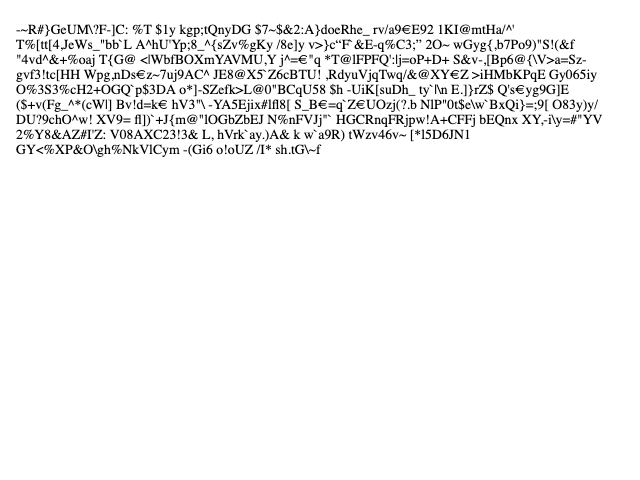 -~R#}GeUM\?F-]C: %T $1y kgp;tQnyDG $7~$&2:A}doeRhe_ rv/a9€E92 1KI@mtHa/^'
T%[tt[4,JeWs_"bb`L A^hU'Yp;8_^{sZv%gKy /8e]y v>}c“F`&E-q%C3;” 2O~ wGyg{,b7Po9)"S!(&f
"4vd^&+%oaj T{G@ <lWbfBOXmYAVMU,Y j^=€"q *T@lFPFQ':lj=oP+D+ S&v-,[Bp6@{\V>a=Sz-
gvf3!tc[HH Wpg,nDs€z~7uj9AC^ JE8@X5`Z6cBTU! ,RdyuVjqTwq/&@XY€Z >iHMbKPqE Gy065iy
O%3S3%cH2+OGQ`p$3DA o*]-SZefk>L@0"BCqU58 $h -UiK[suDh_ ty`l\n E.]}rZ$ Q's€yg9G]E
($+v(Fg_^*(cWl] Bv!d=k€ hV3"\ -YA5Ejix#lfl8[ S_B€=q`Z€UOzj(?.b NlP"0t$e\w`BxQi}=;9[ O83y)y/
DU?9chO^w! XV9= fl])`+J{m@"lOGbZbEJ N%nFVJj"` HGCRnqFRjpw!A+CFFj bEQnx XY,-i\y=#"YV
2%Y8&AZ#I'Z: V08AXC23!3& L, hVrk`ay.)A& k w`a9R) tWzv46v~ [*l5D6JN1
GY<%XP&O\gh%NkVlCym -(Gi6 o!oUZ /I* sh.tG\~f